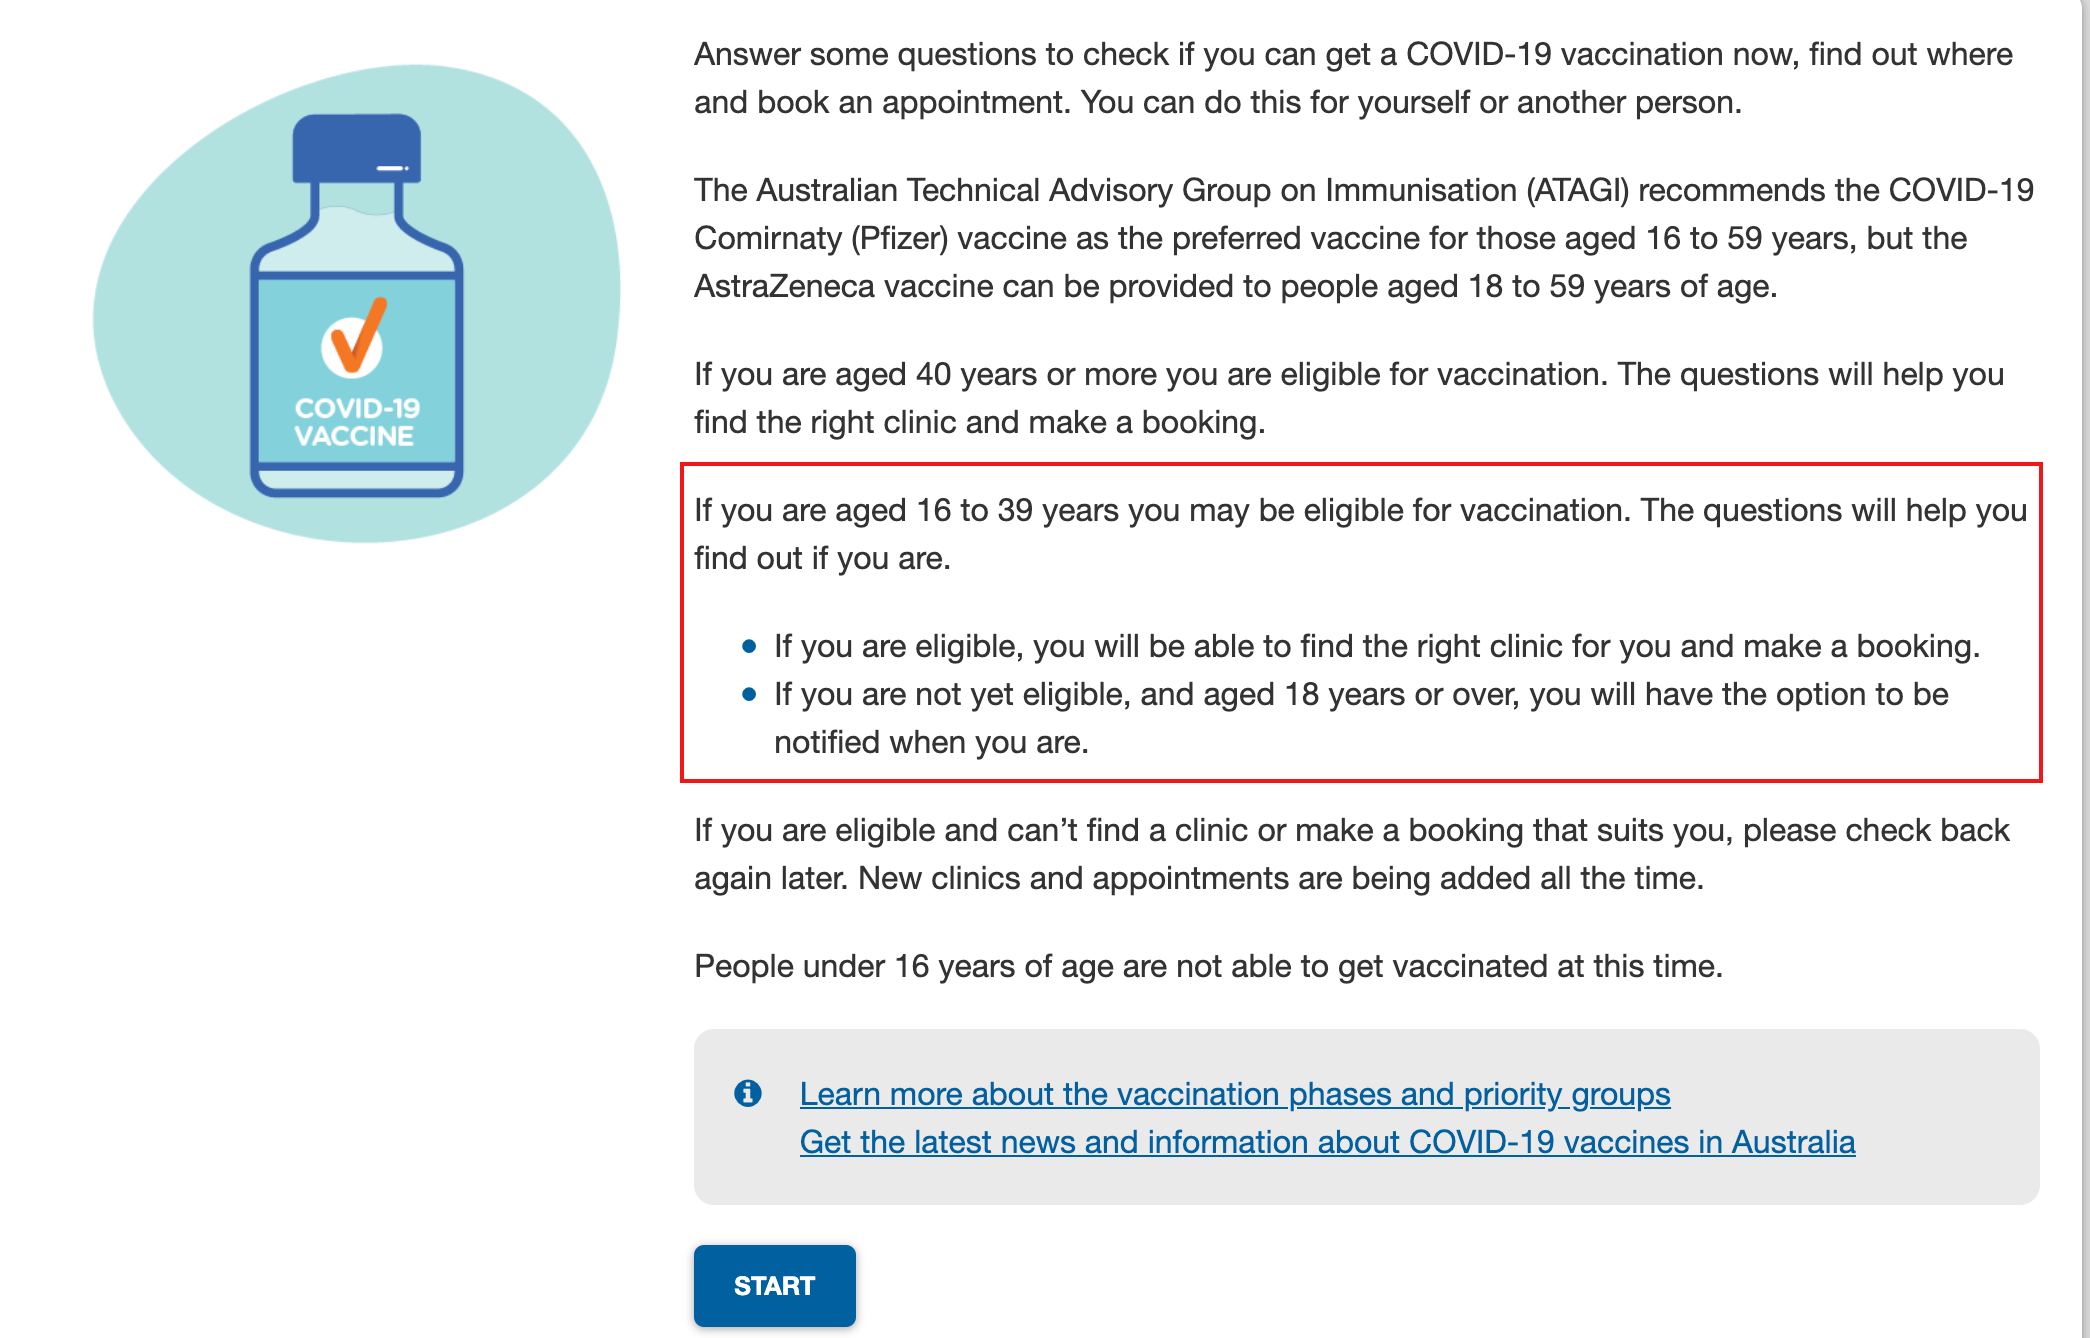 Answer some questions to check if you can get a COVID-19 vaccination now, find out where
and book an appointment. You can do this for yourself or another person.
The Australian Technical Advisory Group on Immunisation (ATAGI) recommends the COVID-19
Comirnaty (Pfizer) vaccine as the preferred vaccine for those aged 16 to 59 years, but the
AstraZeneca vaccine can be provided to people aged 18 to 59 years of age.
If you are aged 40 years or more you are eligible for vaccination. The questions will help you
find the right clinic and make a booking.
COVID-19
VACCINE
If you are aged 16 to 39 years you may be eligible for vaccination. The questions will help you
find out if you are.
If you are eligible, you will be able to find the right clinic for you and make a booking.
If you are not yet eligible, and aged 18 years or over, you will have the option to be
notified when you are.
If you are eligible and can’t find a clinic or make a booking that suits you, please check back
again later. New clinics and appointments are being added all the time.
People under 16 years of age are not able to get vaccinated at this time.
Learn more about the vaccination phases and priority groups
Get the latest news and information about COVID-19 vaccines in Australia
START